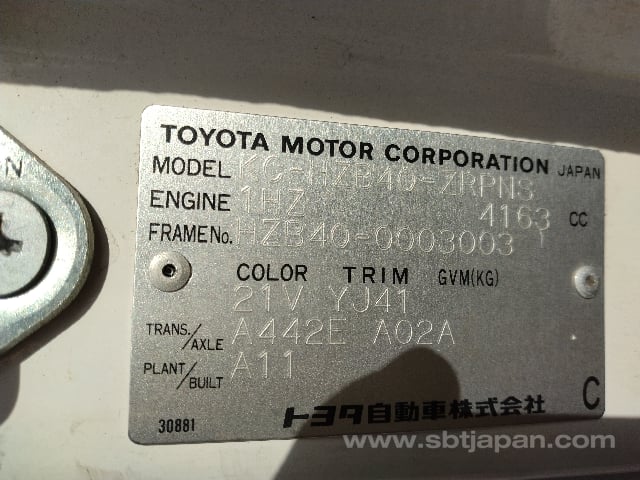 N
TOYOTA MOTOR CORPORATION JAPAN
MODEL KC-HZB40-ZRPNS
ENGINE 1HZ 4163 CC
FRAME No. HZB40-0003003
COLOR TRIM GVM(KG)
21V YJ41
TRANS./AXLE A442E A02A
PLANT/BUILT A11
30881 トヨタ自動車株式会社 C
www.sbtjapan.com